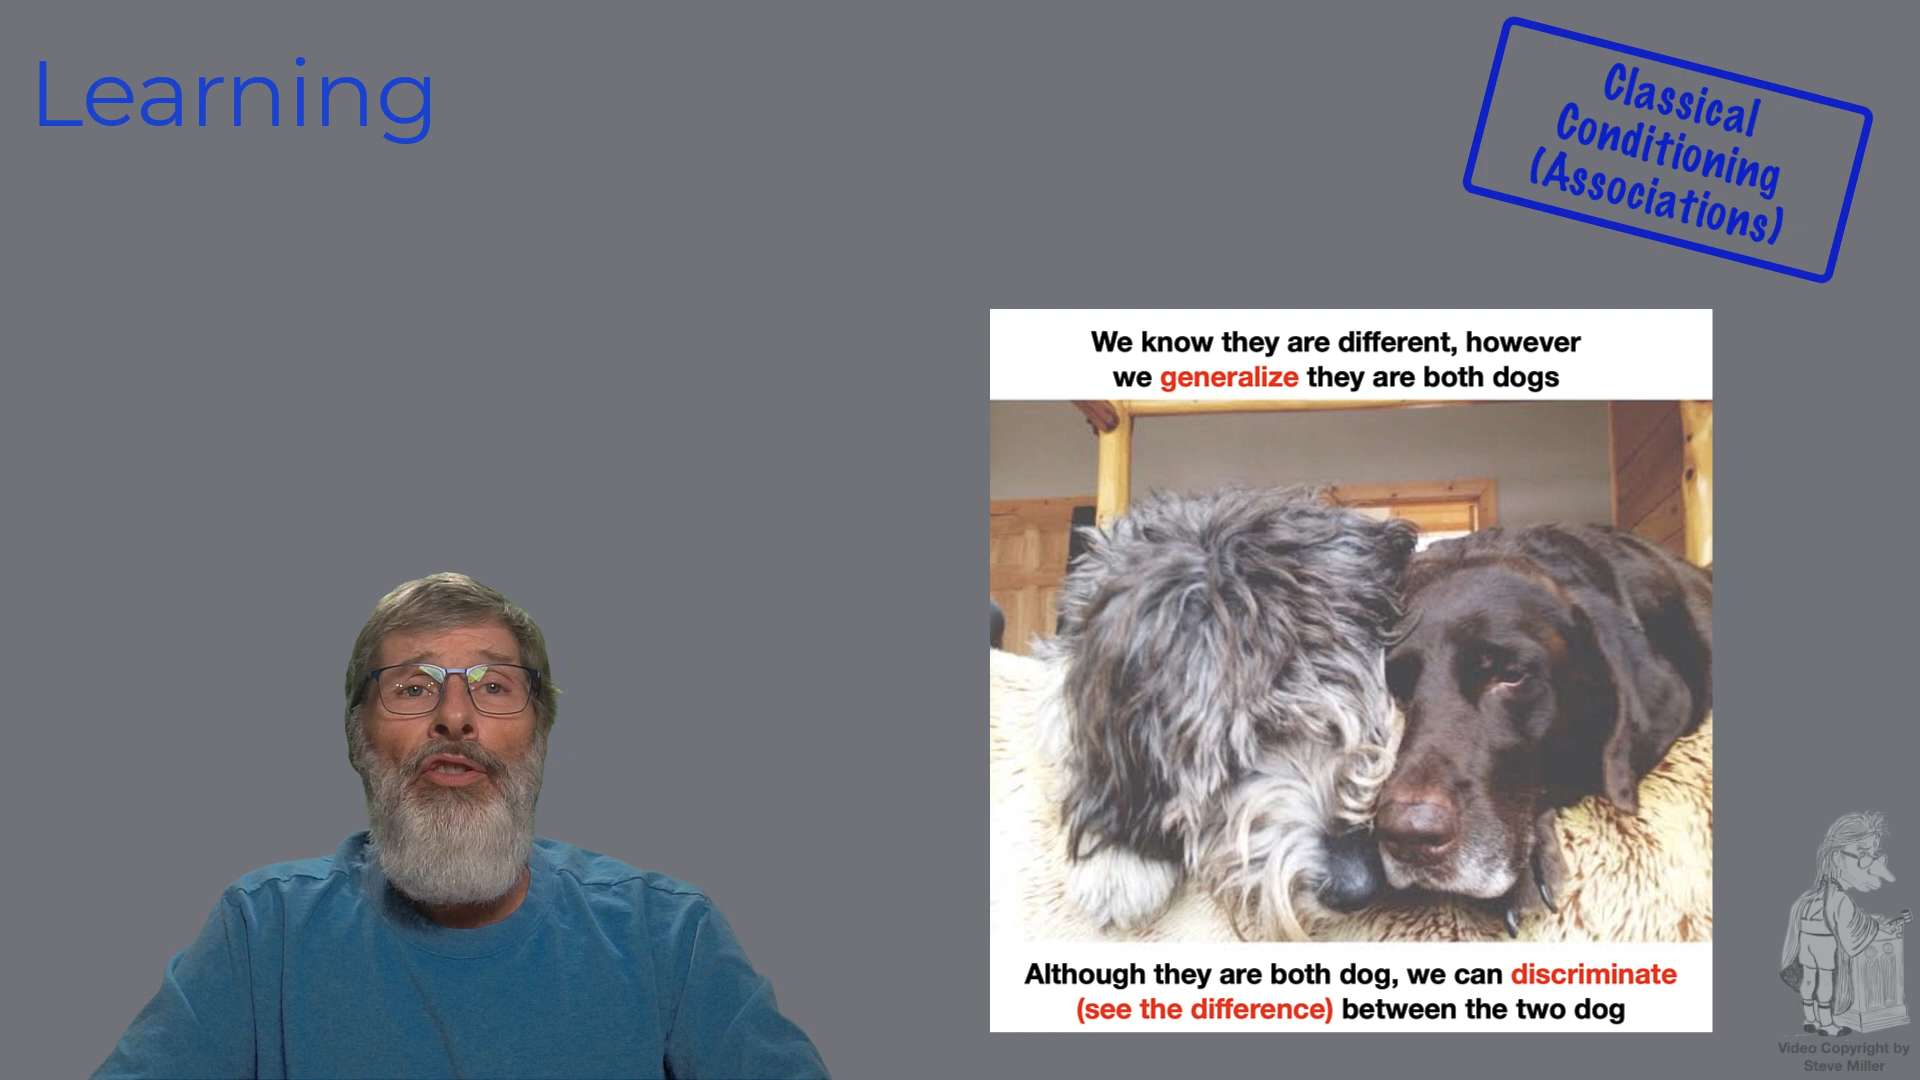 Learning
Classical
Conditioning
(Associations)
We know they are different, however
we generalize they are both dogs
Although they are both dog, we can discriminate
(see the difference) between the two dog
Video Copyright by
Steve Miller